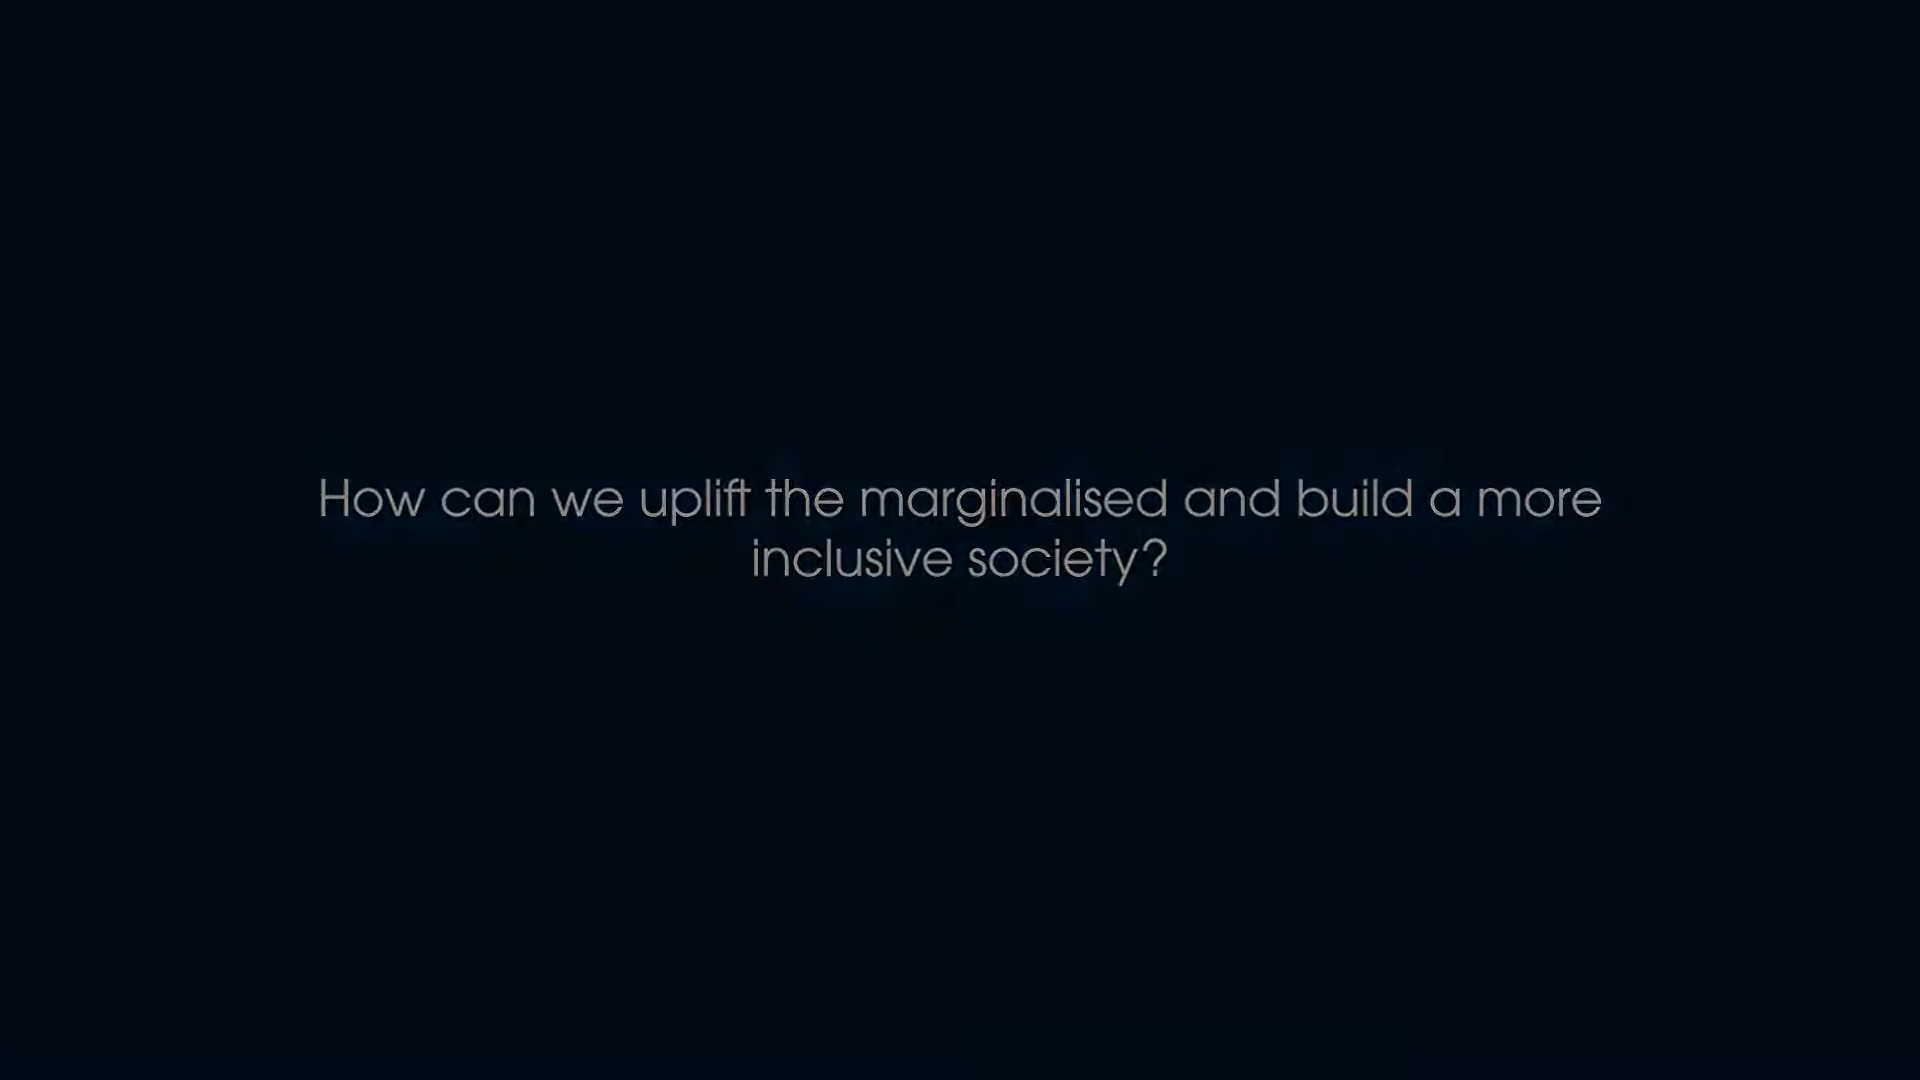 How can we uplift the marginalised and build a more
inclusive society?